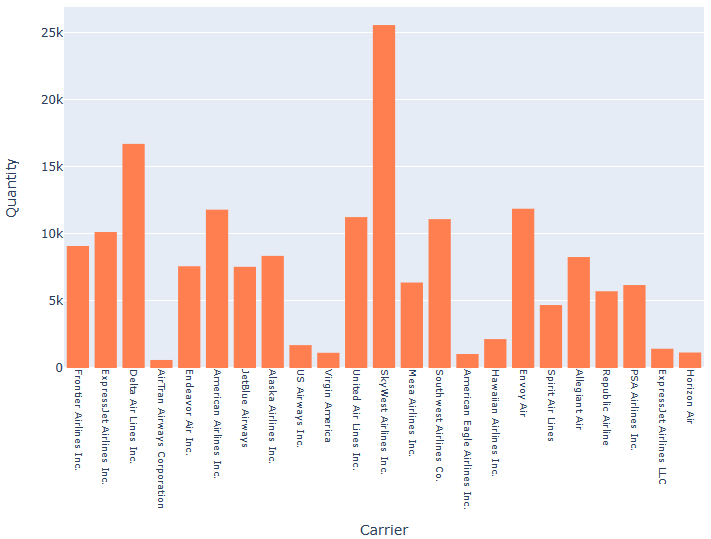 Quantity
25k
20k
15k
10k
5k
0
Frontier Airlines Inc.
ExpressJet Airlines Inc.
Delta Air Lines Inc.
AirTran Airways Corporation
Endeavor Air Inc.
American Airlines Inc.
JetBlue Airways
Alaska Airlines Inc.
US Airways Inc.
Virgin America
United Air Lines Inc.
SkyWest Airlines Inc.
Mesa Airlines Inc.
Southwest Airlines Co.
American Eagle Airlines Inc.
Hawaiian Airlines Inc.
Envoy Air
Spirit Air Lines
Allegiant Air
Republic Airline
PSA Airlines Inc.
ExpressJet Airlines LLC
Horizon Air
Carrier